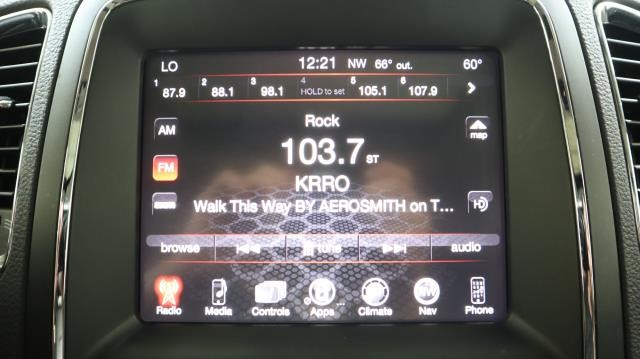 LO 12:21 NW 66° out. 60°
1 2 3 4 5 6
87.9 88.1 98.1 HOLD to set 105.1 107.9
Rock
AM map
103.7 ST
FM
KRRO
Walk This Way BY AEROSMITH on T...
browse tune audio
Radio Media Controls Apps Climate Nav Phone